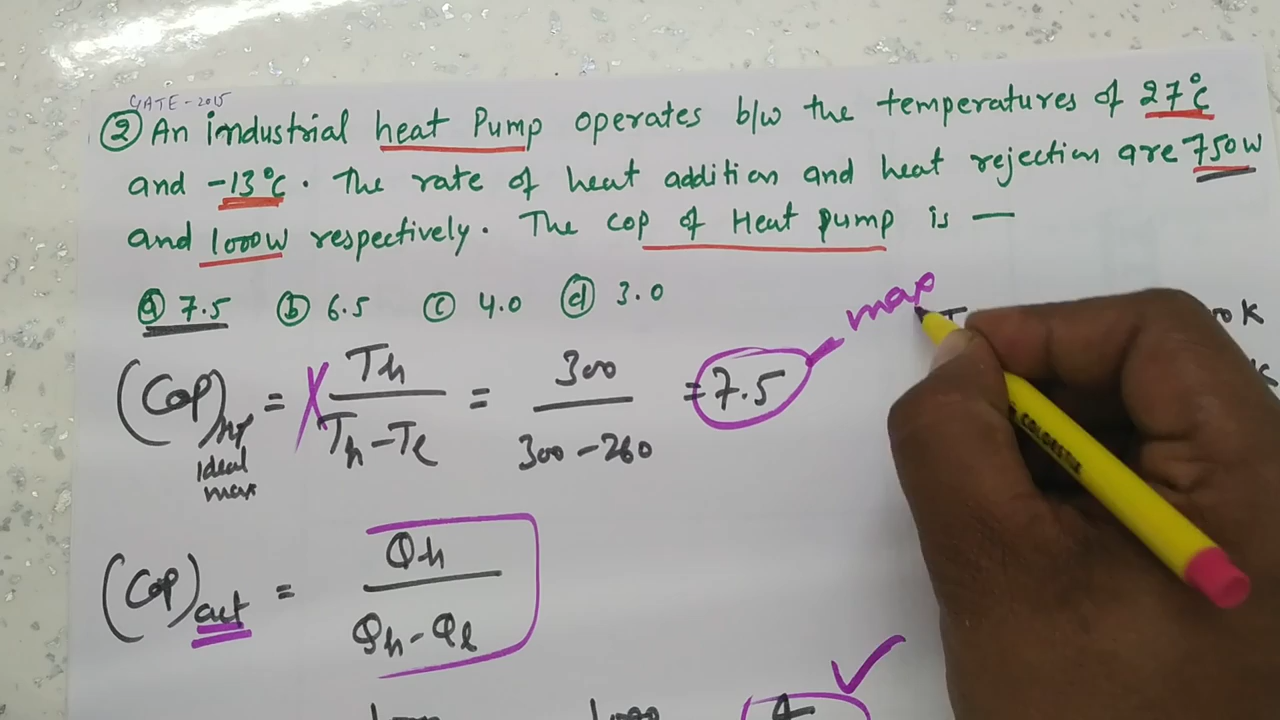 GATE-2015
② An industrial heat Pump operates b/w the temperatures of 27°C
and -13°C. The rate of heat addition and heat rejection are 750W
and 1000W respectively. The COP of Heat pump is —
ⓐ 7.5 ⓑ 6.5 ⓒ 4.0 ⓓ 3.0
max
(COP)HP = Th / Th-Tl = 300 / 300-260 = 7.5
ideal
max
(COP)act = Qh / Qh-Ql
4